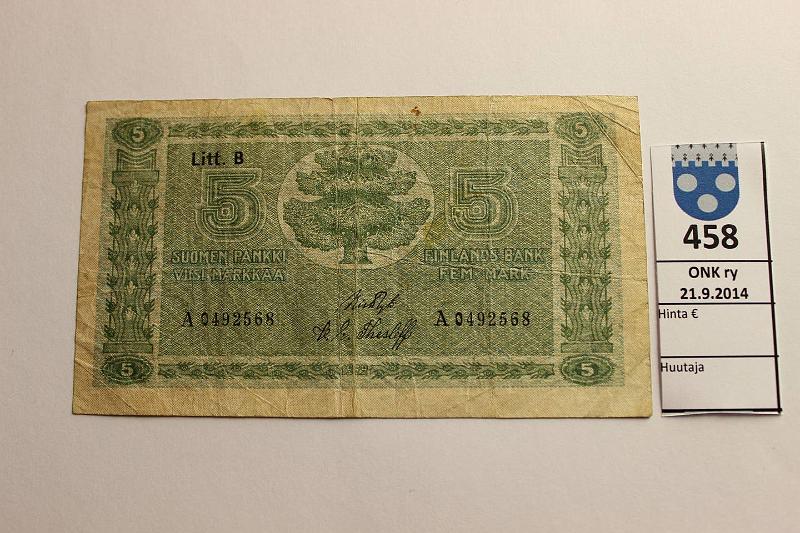 5 5
Litt. B
5 5
SUOMEN PANKKI
VIISI MARKKAA
FINLANDS BANK
FEM MARK
A 0492568
A 0492568
5 5
458
ONK ry
21.9.2014
Hinta €
Huutaja